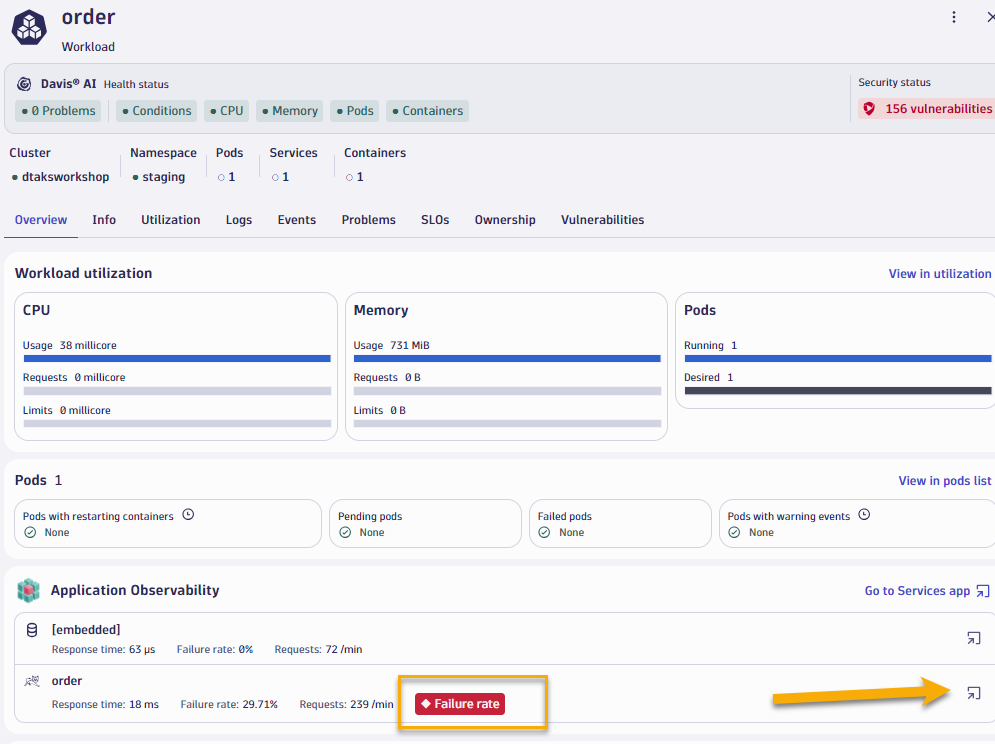 order
Workload
Davis® AI Health status
Security status
0 Problems Conditions CPU Memory Pods Containers
156 vulnerabilities
Cluster Namespace Pods Services Containers
dtaksworkshop staging 1 1 1
Overview Info Utilization Logs Events Problems SLOs Ownership Vulnerabilities
Workload utilization View in utilization
CPU Memory Pods
Usage 38 millicore Usage 731 MiB Running 1
Requests 0 millicore Requests 0 B Desired 1
Limits 0 millicore Limits 0 B
Pods 1 View in pods list
Pods with restarting containers Pending pods Failed pods Pods with warning events
None None None None
Application Observability Go to Services app
[embedded]
Response time: 63 µs Failure rate: 0% Requests: 72 /min
order
Response time: 18 ms Failure rate: 29.71% Requests: 239 /min Failure rate